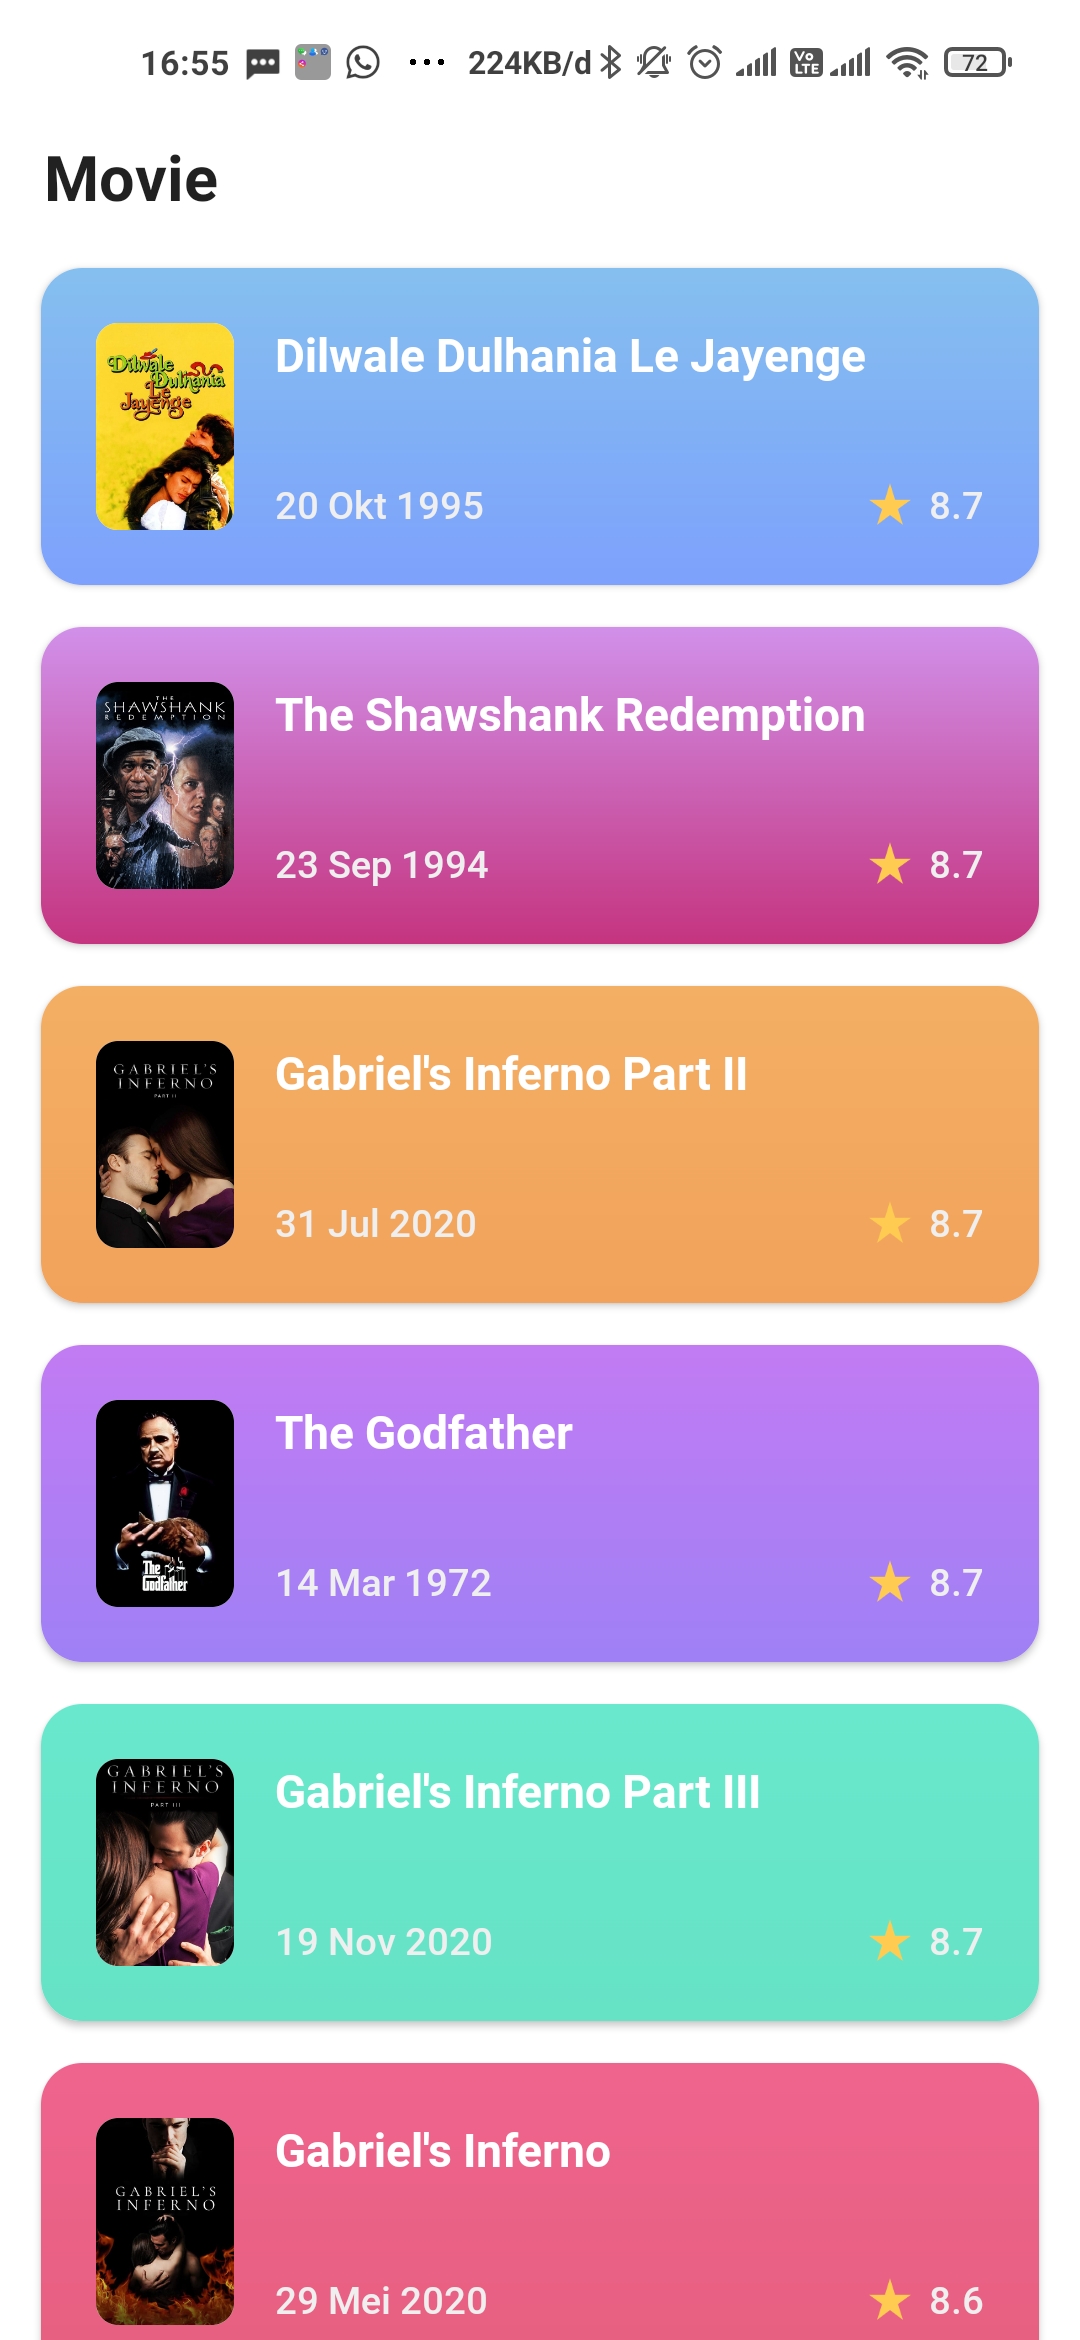 16:55 ... 224KB/d Vo LTE 72
Movie
Dilwale Dulhania Le Jayenge
Dilwale Dulhania Le Jayenge
20 Okt 1995 8.7
THE SHAWSHANK REDEMPTION
The Shawshank Redemption
23 Sep 1994 8.7
GABRIEL'S INFERNO PART II
Gabriel's Inferno Part II
31 Jul 2020 8.7
The Godfather
The Godfather
14 Mar 1972 8.7
GABRIEL'S INFERNO PART III
Gabriel's Inferno Part III
19 Nov 2020 8.7
GABRIEL'S INFERNO
Gabriel's Inferno
29 Mei 2020 8.6